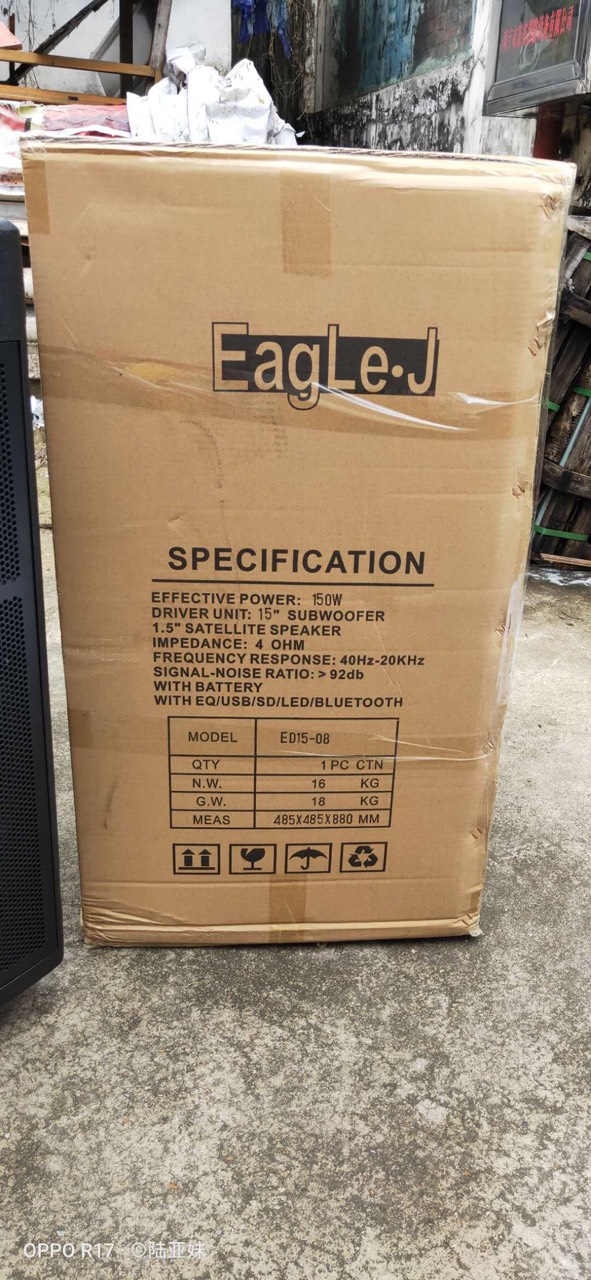 EagLe·J
SPECIFICATION
EFFECTIVE POWER: 150W
DRIVER UNIT: 15" SUBWOOFER
1.5" SATELLITE SPEAKER
IMPEDANCE: 4 OHM
FREQUENCY RESPONSE: 40Hz-20KHz
SIGNAL-NOISE RATIO: > 92db
WITH BATTERY
WITH EQ/USB/SD/LED/BLUETOOTH
MODEL ED15-08
QTY 1 PC CTN
N.W. 16 KG
G.W. 18 KG
MEAS 485X485X880 MM
OPPO R17 ©陆亚妹